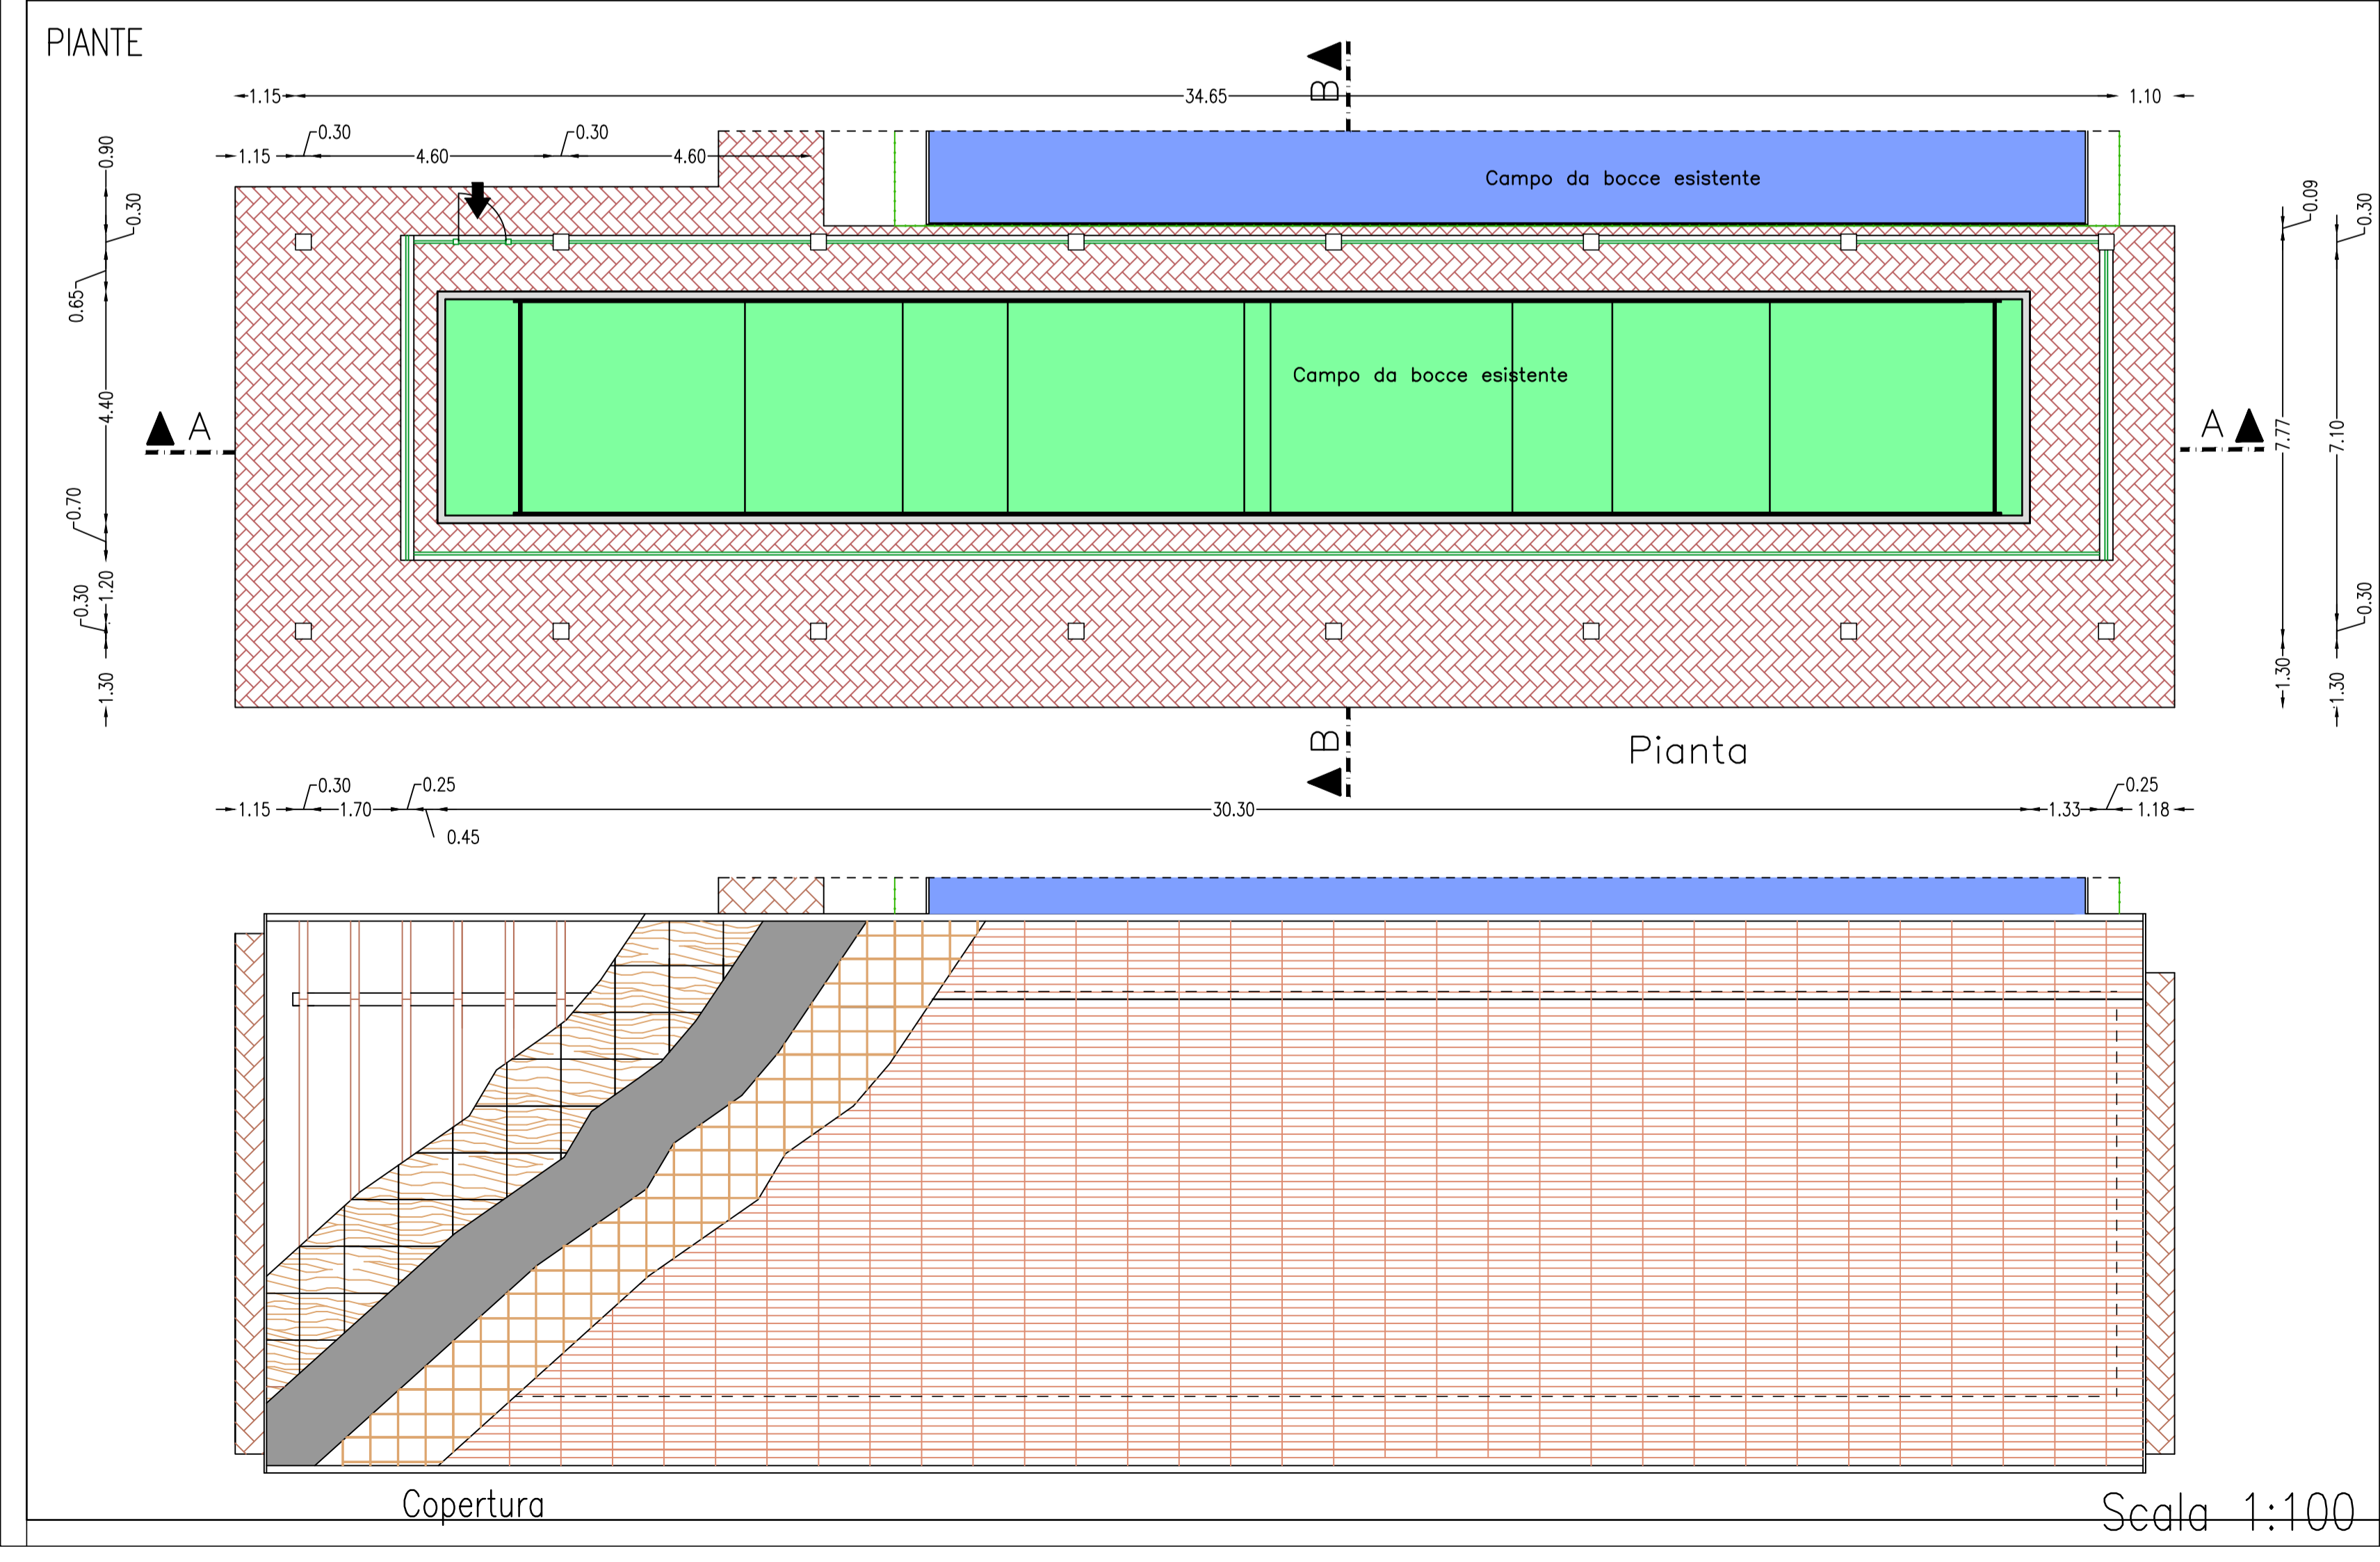 PIANTE
B
1.15 34.65 1.10
0.30 0.30
1.15 4.60 4.60
0.90
0.30
0.65
4.40
0.70
1.20
0.30
1.30
Campo da bocce esistente
Campo da bocce esistente
A
A
0.09
0.30
7.77
7.10
0.30
1.30
1.30
B
Pianta
0.30 0.25 0.25
1.15 1.70 30.30 1.33 1.18
0.45
Copertura
Scala 1:100